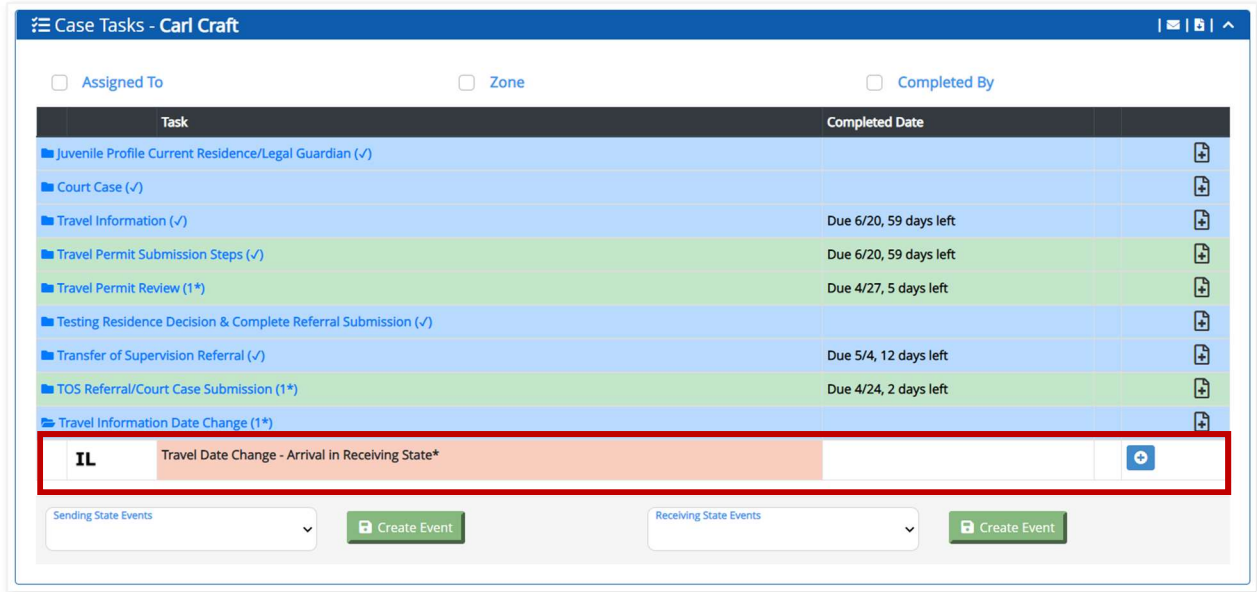 Case Tasks - Carl Craft
Assigned To Zone Completed By
Task Completed Date
Juvenile Profile Current Residence/Legal Guardian (✓)
Court Case (✓)
Travel Information (✓) Due 6/20, 59 days left
Travel Permit Submission Steps (✓) Due 6/20, 59 days left
Travel Permit Review (1*) Due 4/27, 5 days left
Testing Residence Decision & Complete Referral Submission (✓)
Transfer of Supervision Referral (✓) Due 5/4, 12 days left
TOS Referral/Court Case Submission (1*) Due 4/24, 2 days left
Travel Information Date Change (1*)
IL Travel Date Change - Arrival in Receiving State*
Sending State Events Create Event Receiving State Events Create Event